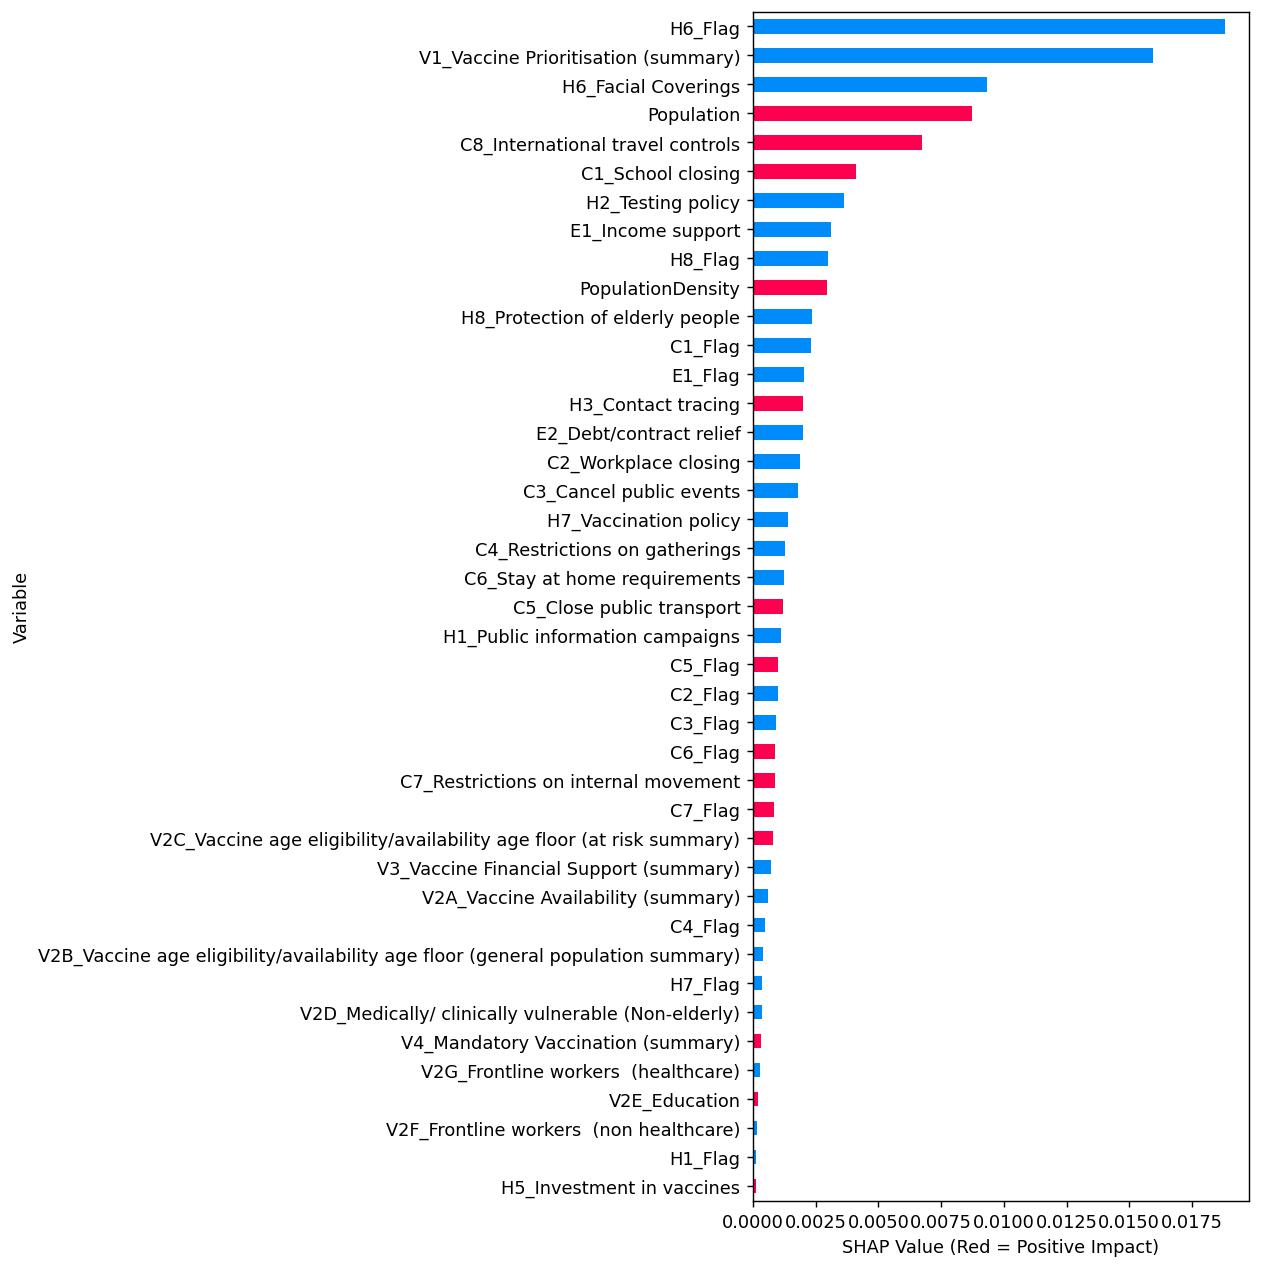 H6_Flag
V1_Vaccine Prioritisation (summary)
H6_Facial Coverings
Population
C8_International travel controls
C1_School closing
H2_Testing policy
E1_Income support
H8_Flag
PopulationDensity
H8_Protection of elderly people
C1_Flag
E1_Flag
H3_Contact tracing
E2_Debt/contract relief
C2_Workplace closing
C3_Cancel public events
H7_Vaccination policy
C4_Restrictions on gatherings
C6_Stay at home requirements
C5_Close public transport
H1_Public information campaigns
C5_Flag
C2_Flag
C3_Flag
C6_Flag
C7_Restrictions on internal movement
C7_Flag
V2C_Vaccine age eligibility/availability age floor (at risk summary)
V3_Vaccine Financial Support (summary)
V2A_Vaccine Availability (summary)
C4_Flag
V2B_Vaccine age eligibility/availability age floor (general population summary)
H7_Flag
V2D_Medically/ clinically vulnerable (Non-elderly)
V4_Mandatory Vaccination (summary)
V2G_Frontline workers  (healthcare)
V2E_Education
V2F_Frontline workers  (non healthcare)
H1_Flag
H5_Investment in vaccines
Variable
0.0000 0.0025 0.0050 0.0075 0.0100 0.0125 0.0150 0.0175
SHAP Value (Red = Positive Impact)